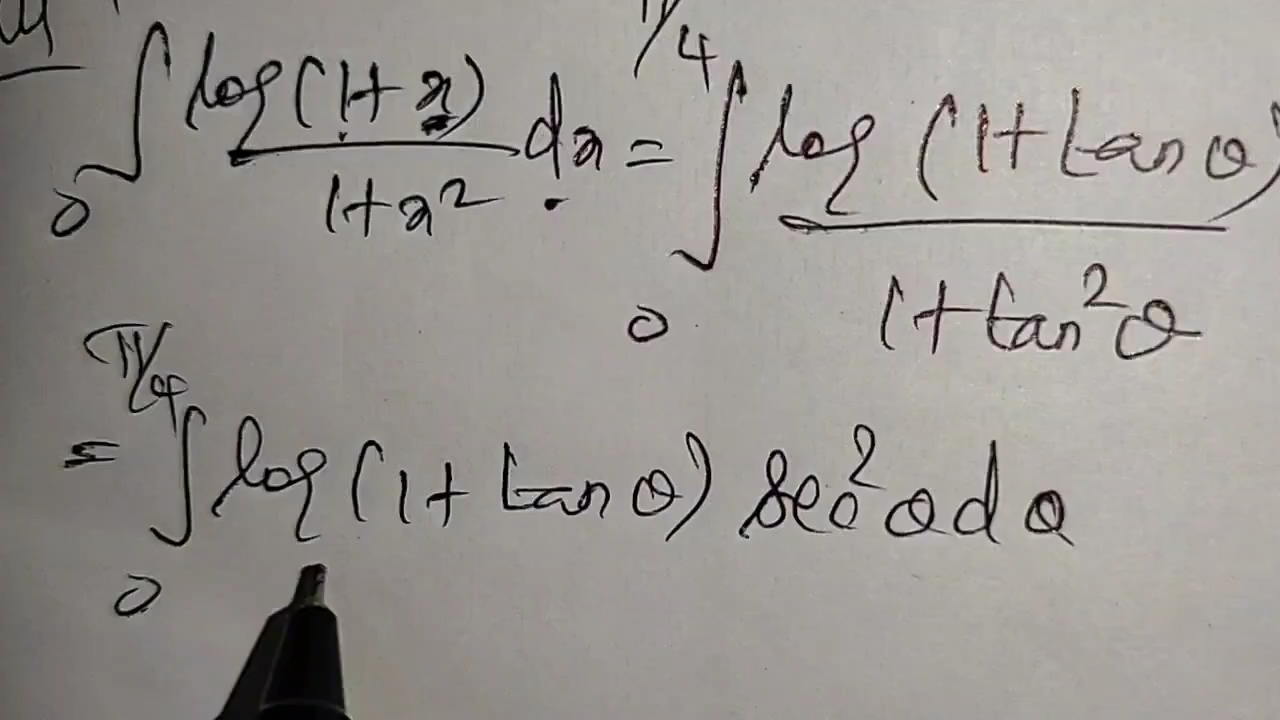 ∫₀ log(1+x)/(1+x²) dx = ∫₀^(π/4) log(1+tanθ)/(1+tan²θ)
= ∫₀^(π/4) log(1+tanθ) sec²θ dθ